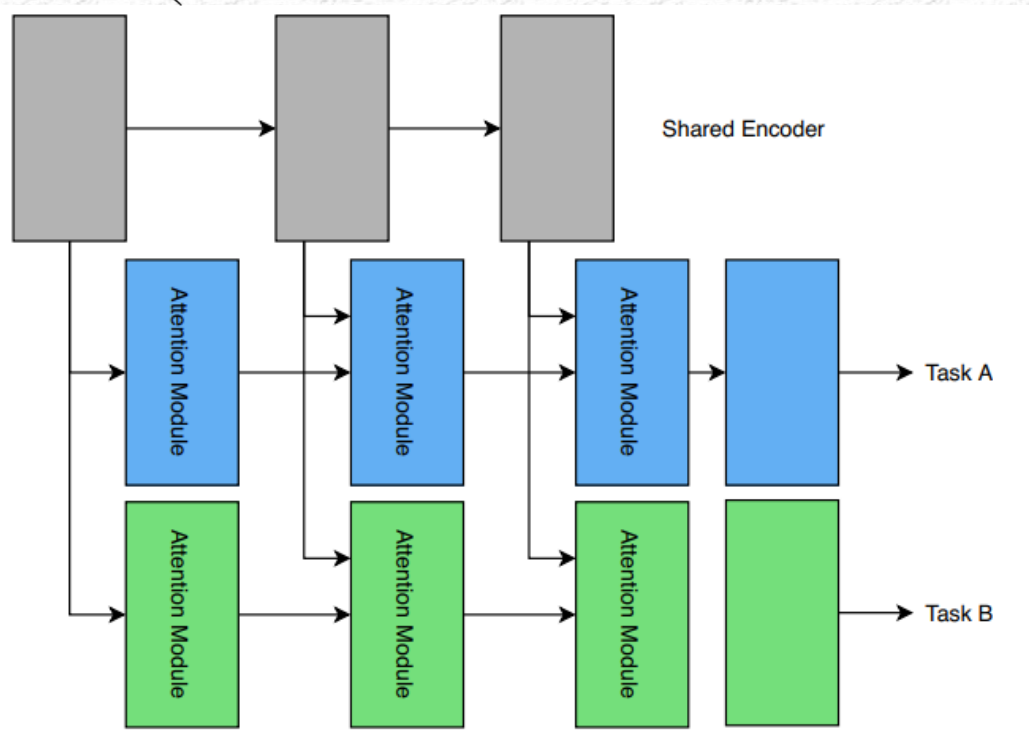 Shared Encoder
Attention Module
Attention Module
Attention Module
Task A
Attention Module
Attention Module
Attention Module
Task B